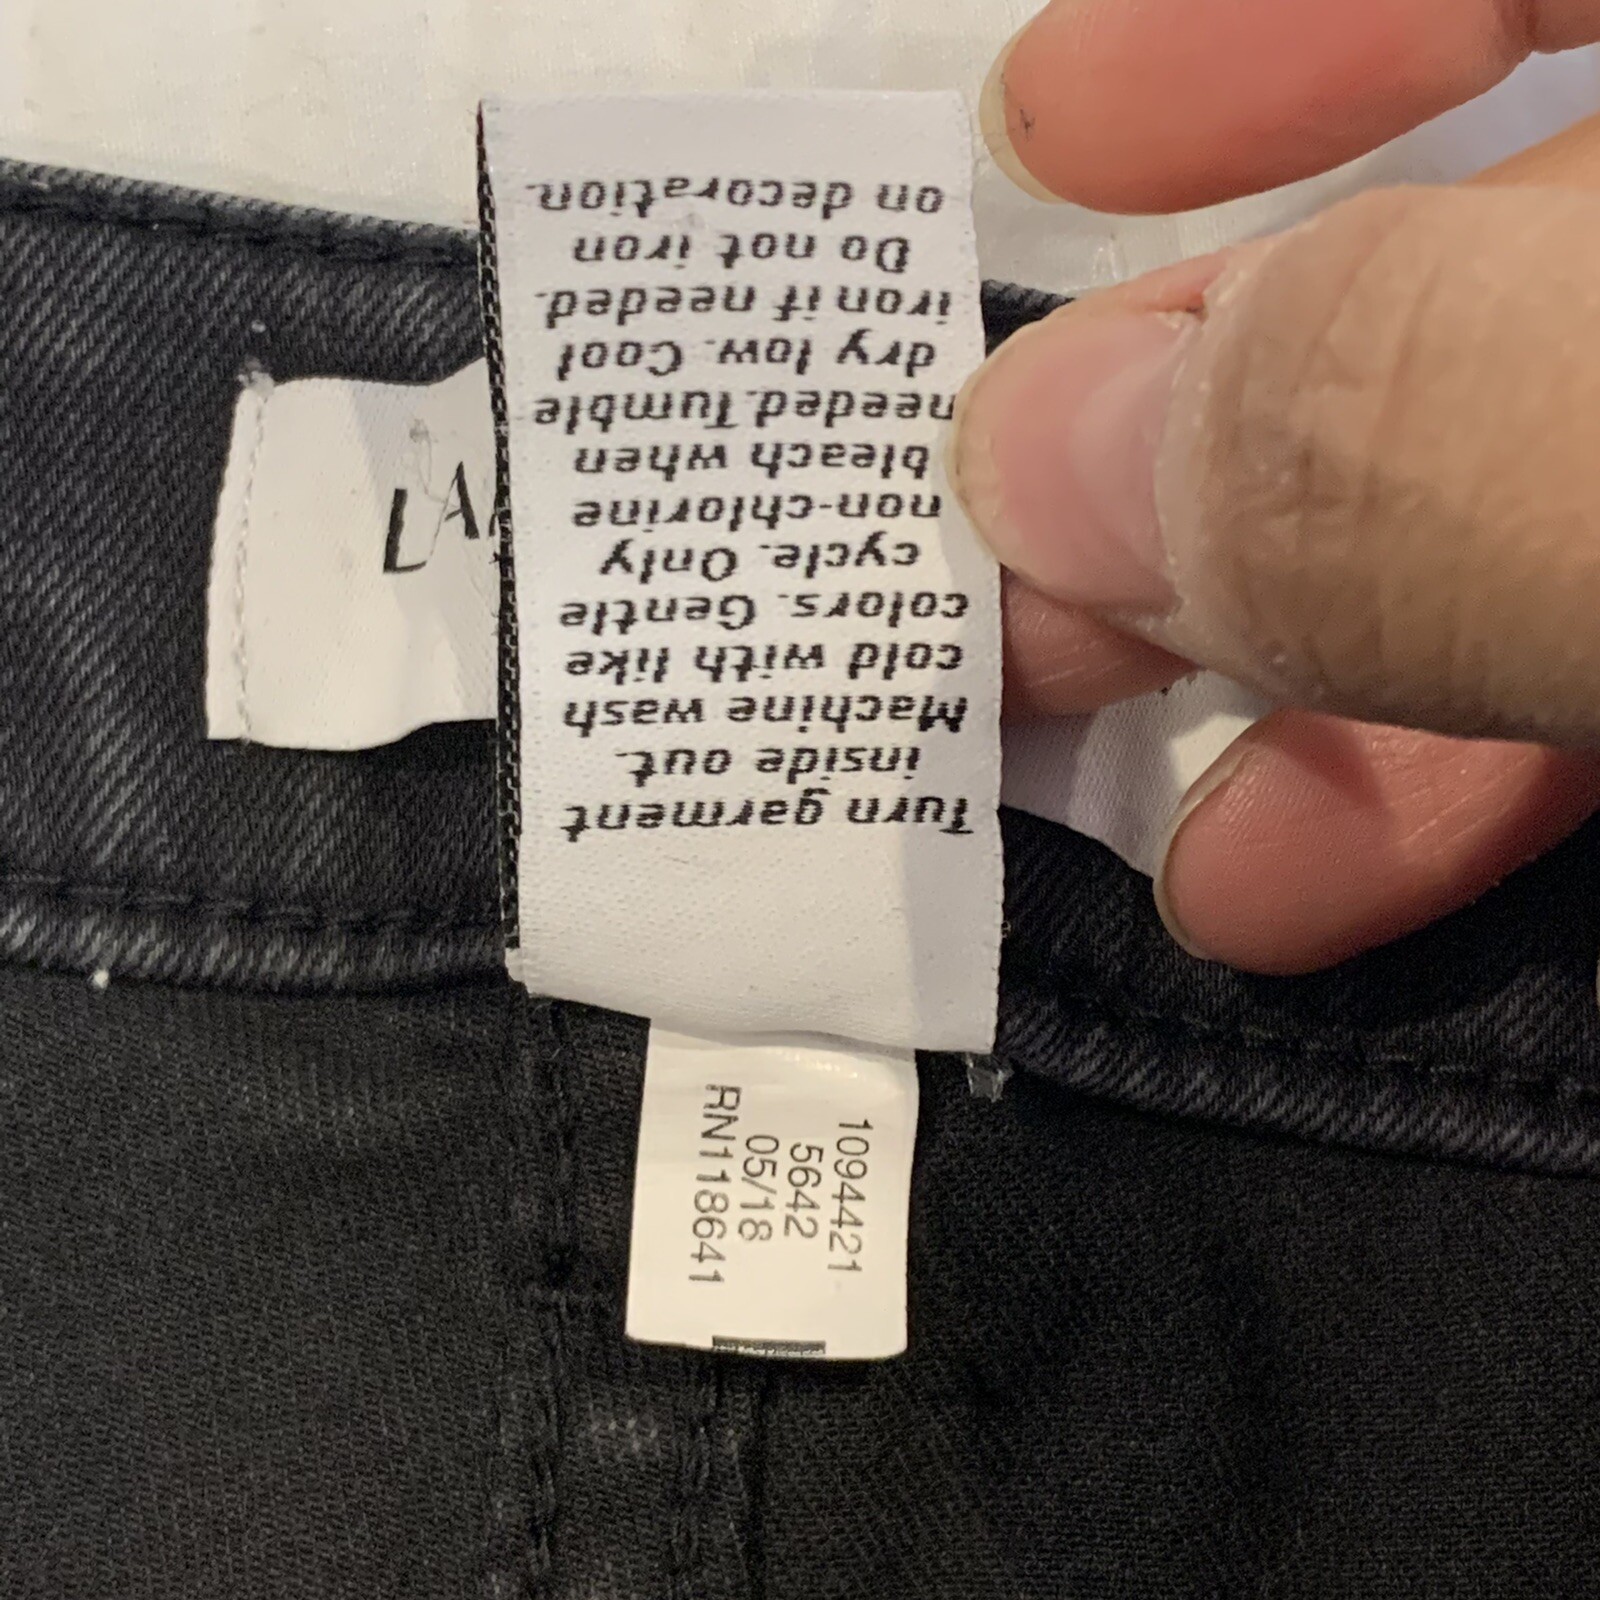 Turn garment
inside out.
Machine wash
cold with like
colors. Gentle
cycle. Only
non-chlorine
bleach when
needed. Tumble
dry low. Cool
iron if needed.
Do not iron
on decoration.
1094421
5642
05/18
RN118641